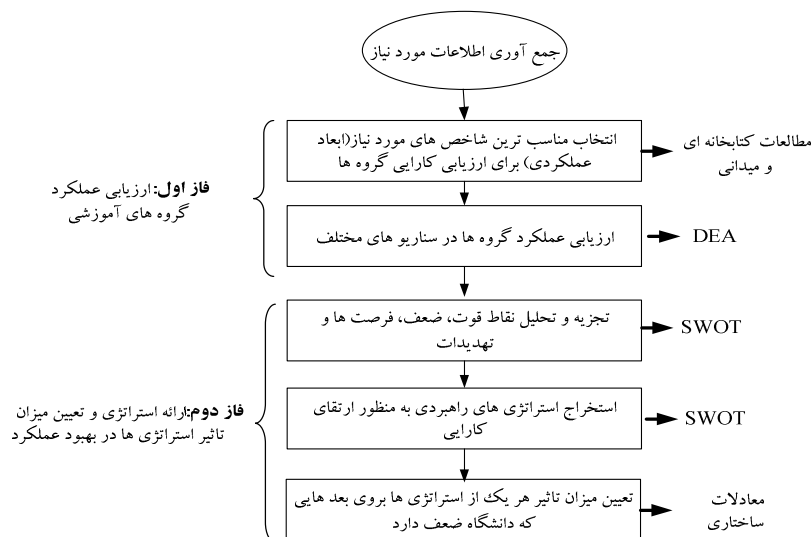 جمع آوری اطلاعات مورد نیاز
انتخاب مناسب ترین شاخص های مورد نیاز(ابعاد
عملکردی) برای ارزیابی کارایی گروه ها
مطالعات کتابخانه ای
و میدانی
فاز اول: ارزیابی عملکرد
گروه های آموزشی
ارزیابی عملکرد گروه ها در سناریو های مختلف
DEA
تجزیه و تحلیل نقاط قوت، ضعف، فرصت ها و
تهدیدات
SWOT
فاز دوم:ارائه استراتژی و تعیین میزان
تاثیر استراتژی ها در بهبود عملکرد
استخراج استراتژی های راهبردی به منظور ارتقای
کارایی
SWOT
تعیین میزان تاثیر هر یک از استراتژی ها بروی بعد هایی
که دانشگاه ضعف دارد
معادلات
ساختاری